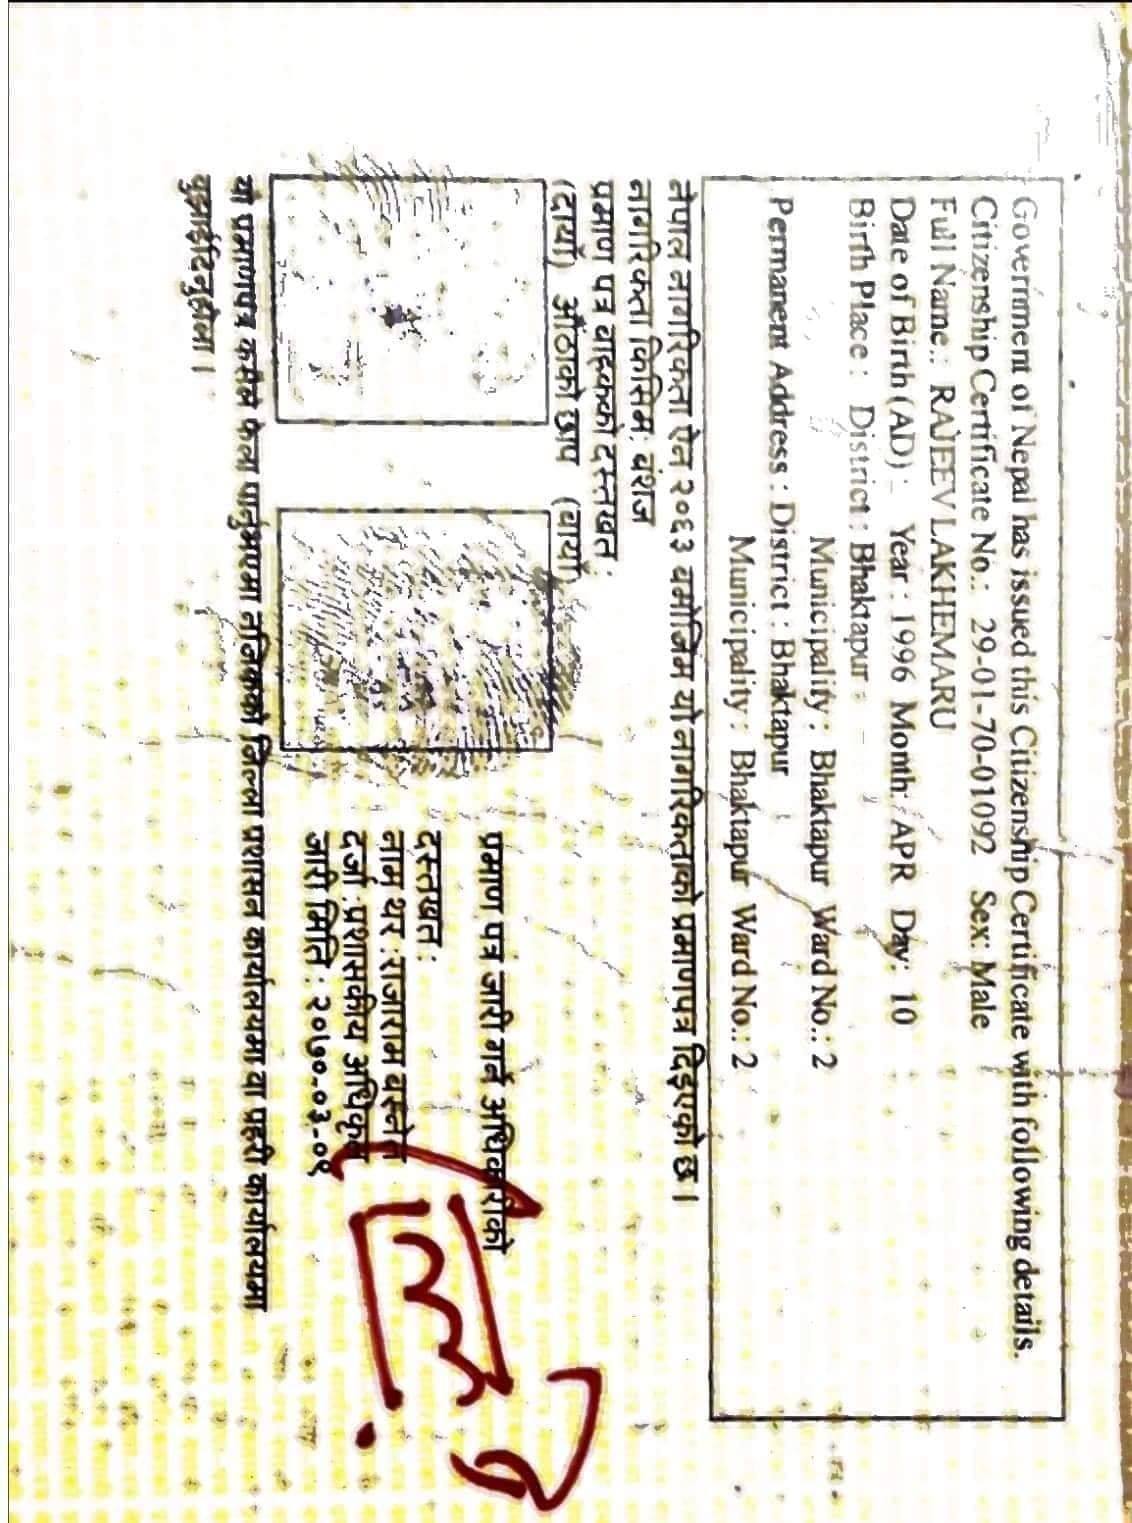 Government of Nepal has issued this Citizenship Certificate with following details.
Citizenship Certificate No.: 29-01-70-01092 Sex: Male
Full Name.: RAJEEV LAKHEMARU
Date of Birth (AD): Year : 1996 Month: APR Day: 10
Birth Place : District : Bhaktapur
Municipality : Bhaktapur Ward No.: 2
Permanent Address : District : Bhaktapur
Municipality : Bhaktapur Ward No.: 2
नेपाल नागरिकता ऐन २०६३ बमोजिम यो नागरिकताको प्रमाणपत्र दिइएको छ ।
नागरिकता किसिम: वंशज
प्रमाण पत्र वाहकको दस्तखत :
(दायाँ) औंठाको छाप (बायाँ)
प्रमाण पत्र जारी गर्ने अधिकारीको
दस्तखत :
नाम थर : राजाराम बस्नेत
दर्जा : प्रशासकीय अधिकृत
जारी मिति : २०७०-०३-०९
यो प्रमाणपत्र कसैले फेला पार्नुभएमा नजिकको जिल्ला प्रशासन कार्यालयमा वा प्रहरी कार्यालयमा
बुझाईदिनुहोला ।